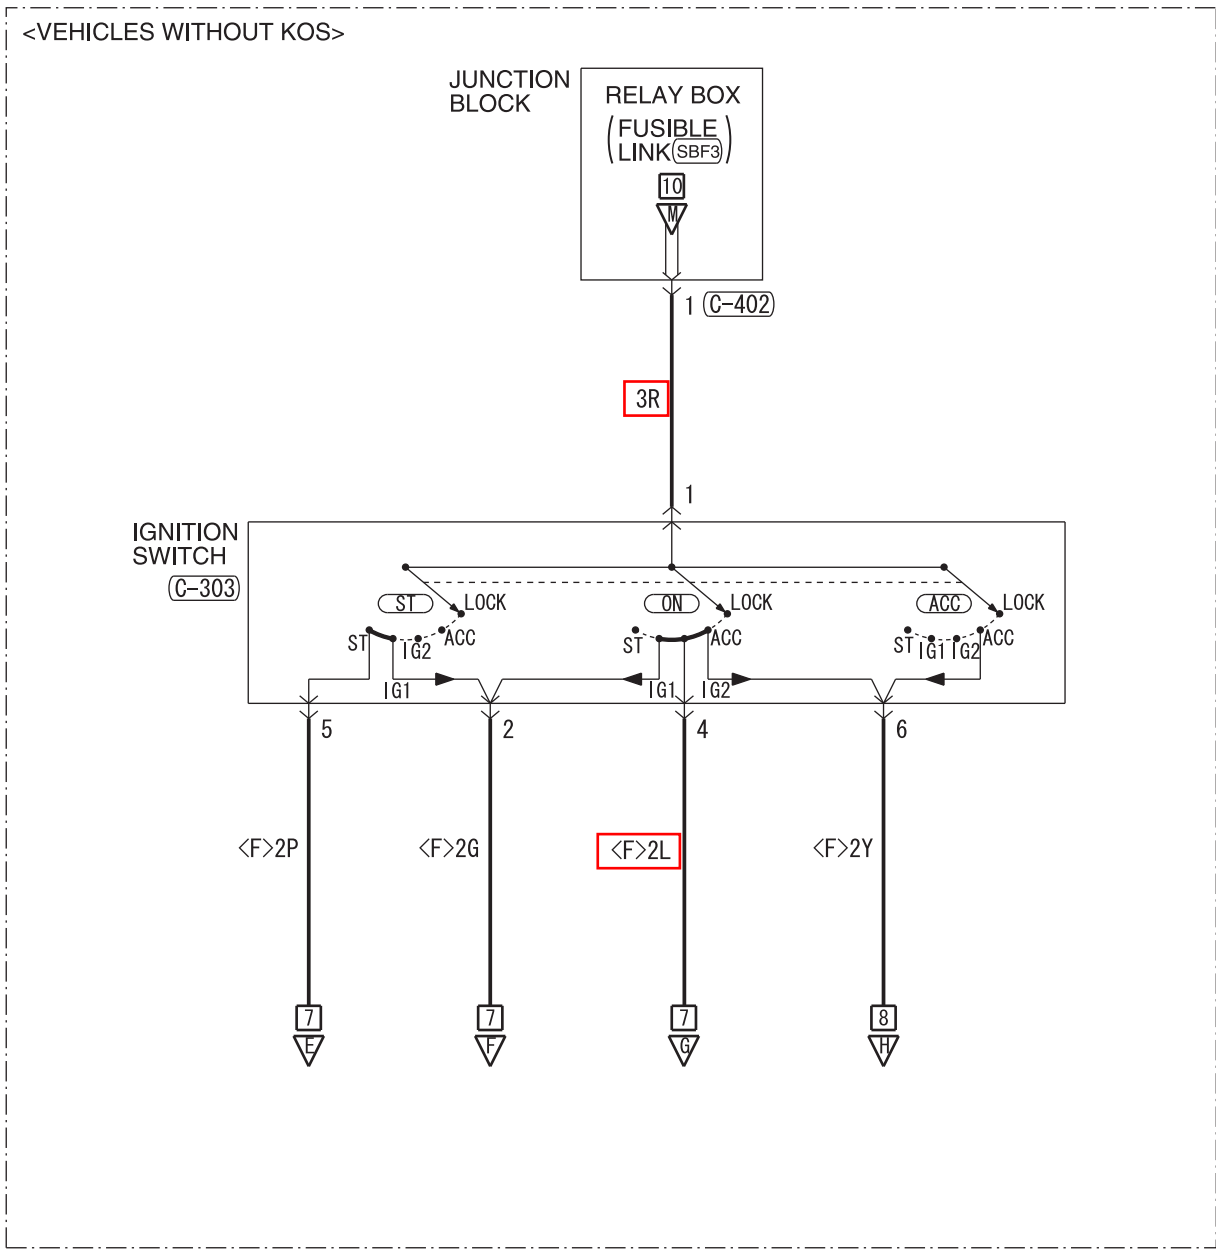 <VEHICLES WITHOUT KOS>
JUNCTION
BLOCK
RELAY BOX
(FUSIBLE
LINK SBF3)
10
M
1 C-402
3R
1
IGNITION
SWITCH
C-303
ST LOCK
ON LOCK
ACC LOCK
ST IG2 ACC
ST ACC
ST IG1 IG2 ACC
IG1
IG1 IG2
5 2 4 6
<F>2P <F>2G <F>2L <F>2Y
7 7 7 8
E F G H